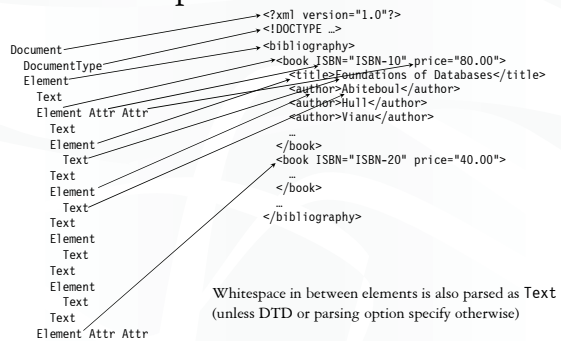 Document
DocumentType
Element
Text
Element Attr Attr
Text
Element
Text
Text
Element
Text
Text
Element
Text
Text
Element
Text
Text
Element Attr Attr
<?xml version="1.0"?>
<!DOCTYPE …>
<bibliography>
<book ISBN="ISBN-10" price="80.00">
<title>Foundations of Databases</title>
<author>Abiteboul</author>
<author>Hull</author>
<author>Vianu</author>
…
</book>
<book ISBN="ISBN-20" price="40.00">
…
</book>
…
</bibliography>
Whitespace in between elements is also parsed as Text
(unless DTD or parsing option specify otherwise)